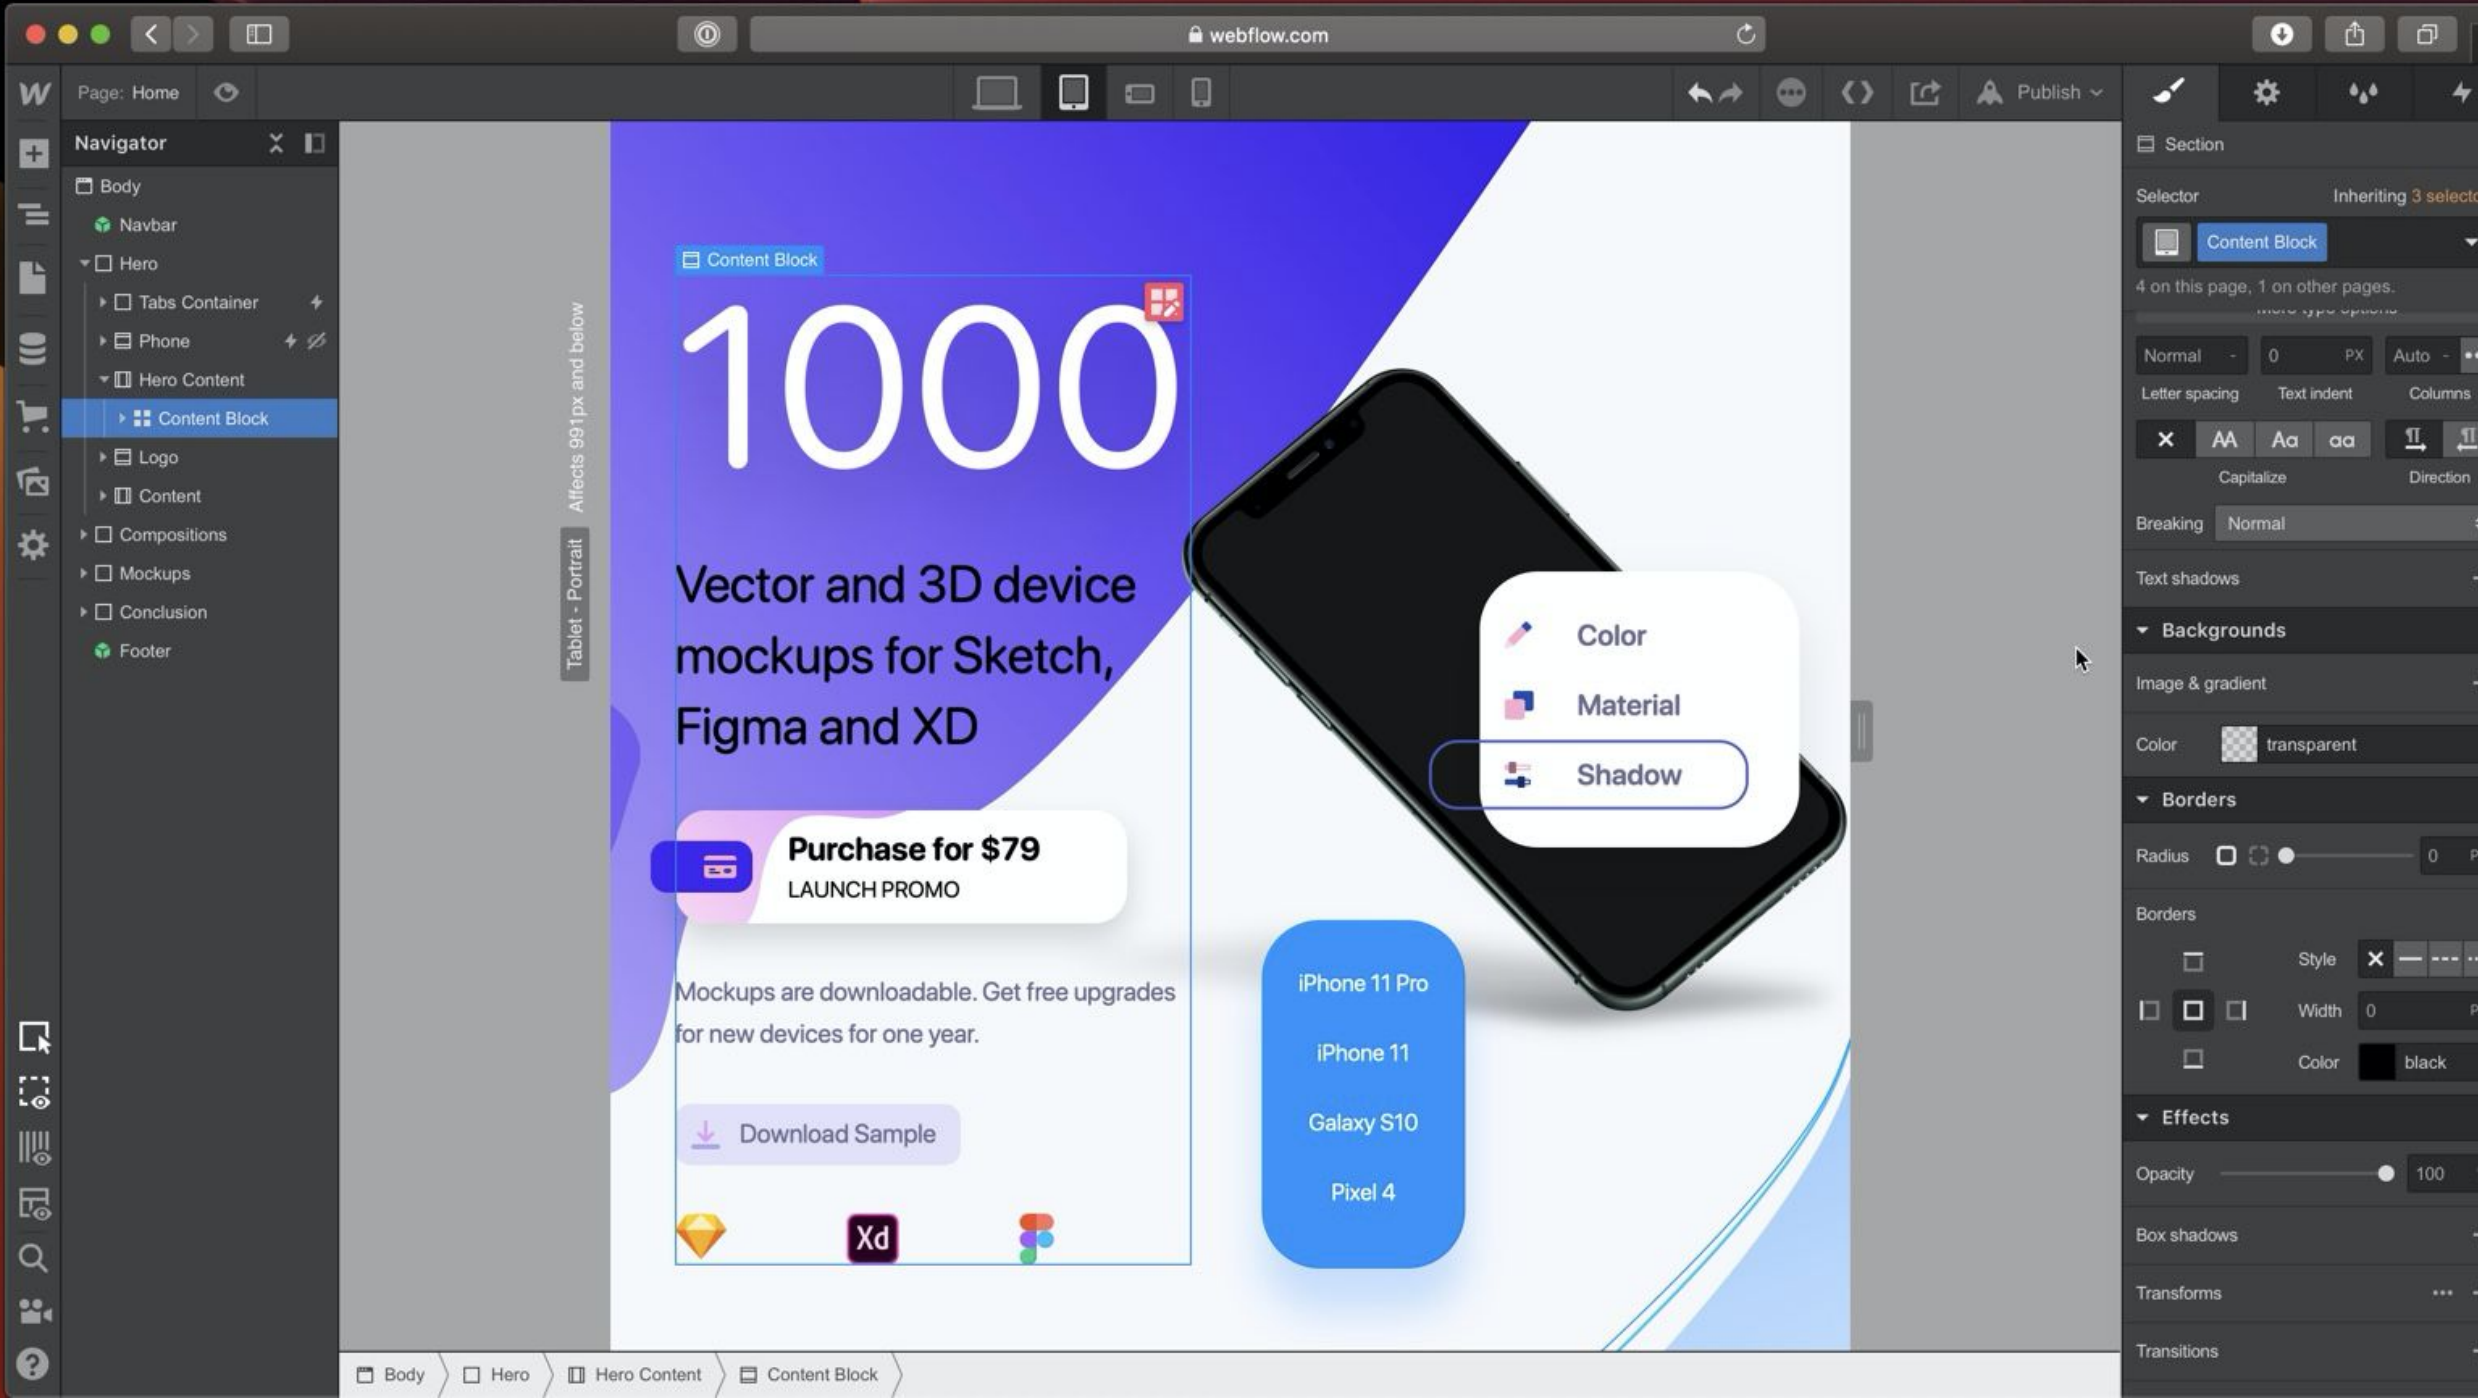 webflow.com
Page: Home
Publish
Navigator
Body
Navbar
Hero
Tabs Container
Phone
Hero Content
Content Block
Logo
Content
Compositions
Mockups
Conclusion
Footer
Affects 991px and below
Tablet - Portrait
Content Block
1000
Vector and 3D device
mockups for Sketch,
Figma and XD
Purchase for $79
LAUNCH PROMO
Mockups are downloadable. Get free upgrades
for new devices for one year.
Download Sample
Xd
Color
Material
Shadow
iPhone 11 Pro
iPhone 11
Galaxy S10
Pixel 4
Body
Hero
Hero Content
Content Block
Section
Selector
Inheriting 3 selecto
Content Block
4 on this page, 1 on other pages.
More type options
Normal -
0 PX
Auto -
Letter spacing
Text indent
Columns
AA
Aa
aa
Capitalize
Direction
Breaking
Normal
Text shadows
Backgrounds
Image & gradient
Color
transparent
Borders
Radius
0 P
Borders
Style
Width
0 P
Color
black
Effects
Opacity
100
Box shadows
Transforms
Transitions